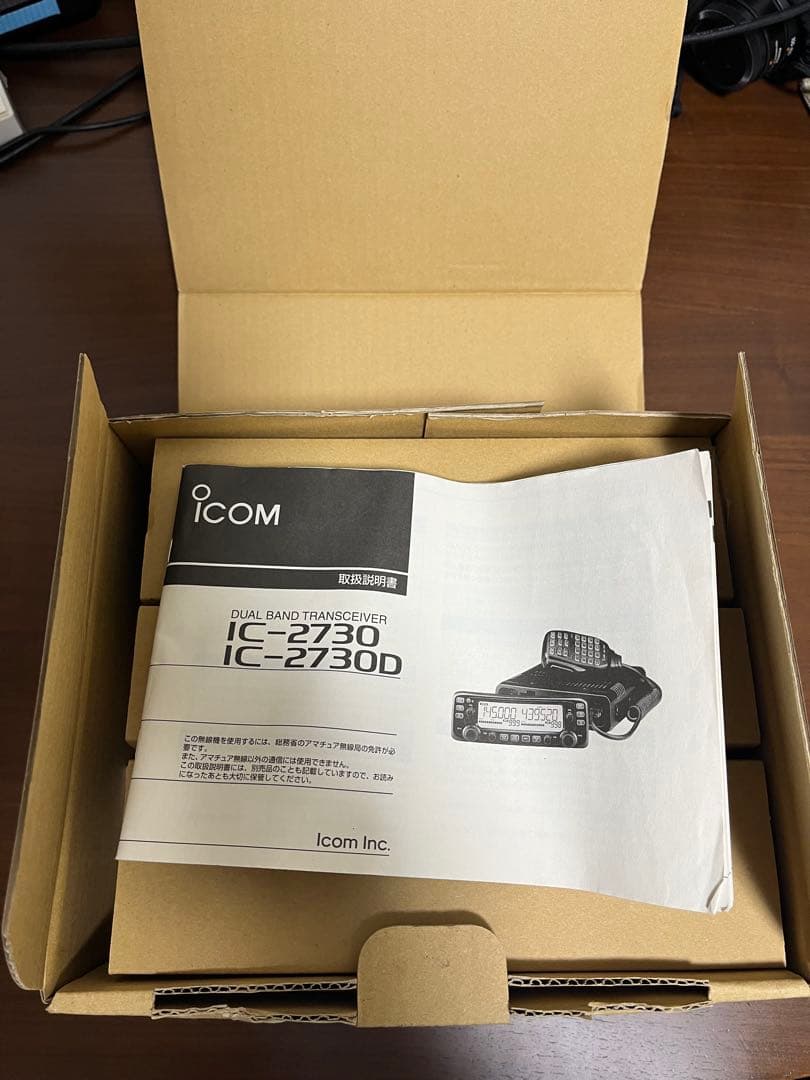 ICOM
取扱説明書
DUAL BAND TRANSCEIVER
IC-2730
IC-2730D
145.000 439.520
この無線機を使用するには、総務省のアマチュア無線局の免許が必
要です。
また、アマチュア無線以外の通信には使用できません。
この取扱説明書には、別売品のことも記載していますので、お読み
になったあとも大切に保管してください。
Icom Inc.